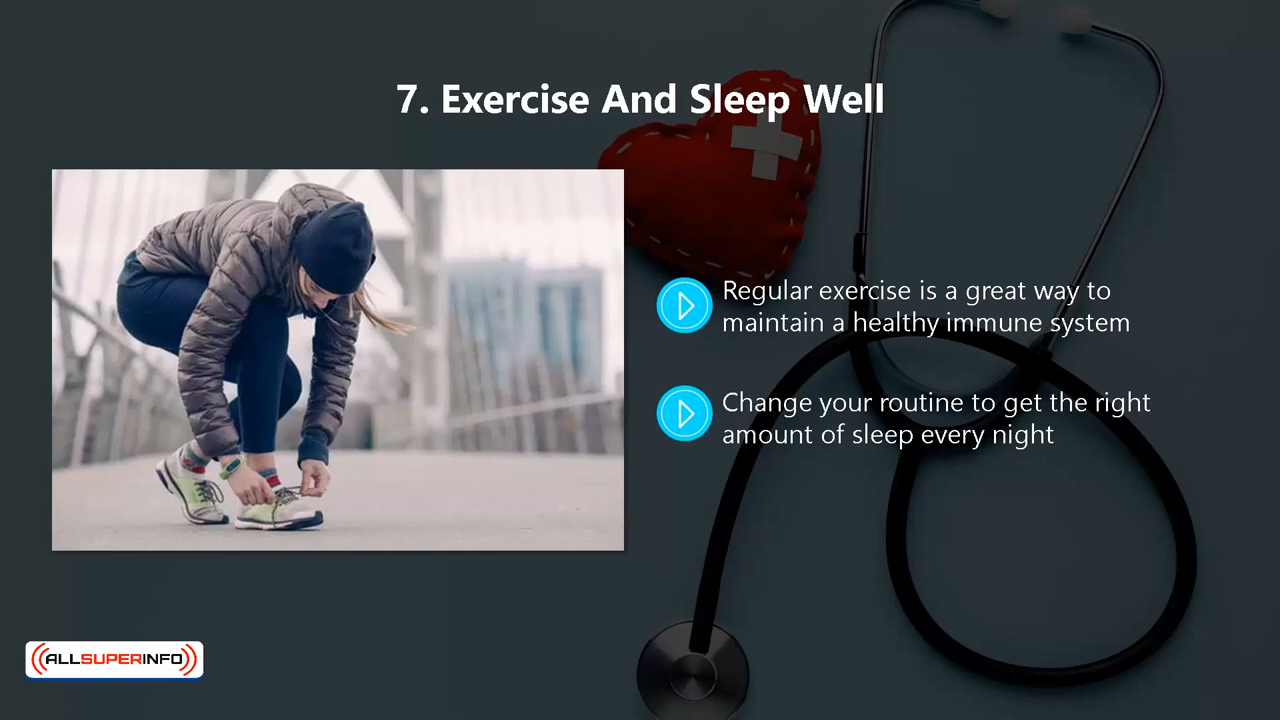 7. Exercise And Sleep Well
Regular exercise is a great way to
maintain a healthy immune system
Change your routine to get the right
amount of sleep every night
ALLSUPERINFO